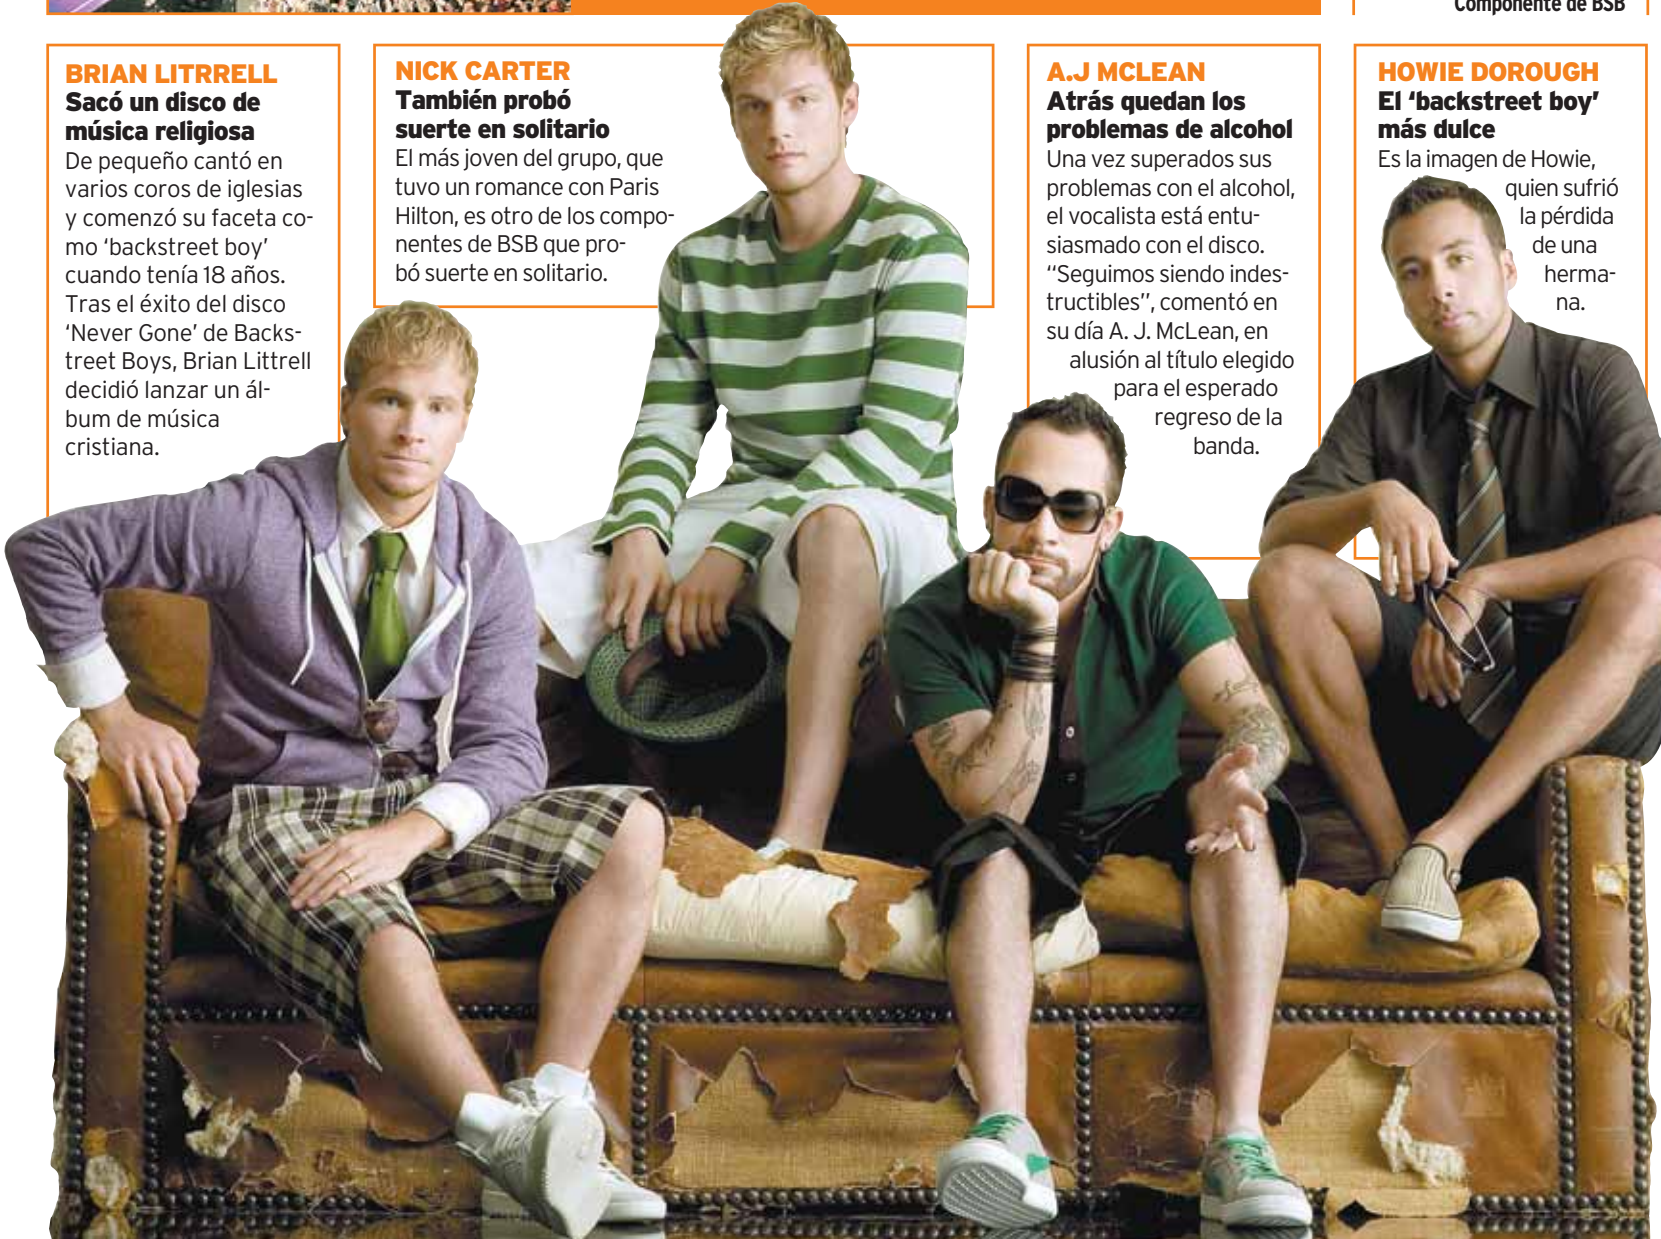 Componente de BSB
BRIAN LITRRELL
Sacó un disco de
música religiosa
De pequeño cantó en
varios coros de iglesias
y comenzó su faceta co-
mo 'backstreet boy'
cuando tenía 18 años.
Tras el éxito del disco
'Never Gone' de Backs-
treet Boys, Brian Littrell
decidió lanzar un ál-
bum de música
cristiana.
NICK CARTER
También probó
suerte en solitario
El más joven del grupo, que
tuvo un romance con Paris
Hilton, es otro de los compo-
nentes de BSB que pro-
bó suerte en solitario.
A.J MCLEAN
Atrás quedan los
problemas de alcohol
Una vez superados sus
problemas con el alcohol,
el vocalista está entu-
siasmado con el disco.
"Seguimos siendo indes-
tructibles", comentó en
su día A. J. McLean, en
alusión al título elegido
para el esperado
regreso de la
banda.
HOWIE DOROUGH
El 'backstreet boy'
más dulce
Es la imagen de Howie,
quien sufrió
la pérdida
de una
herma-
na.